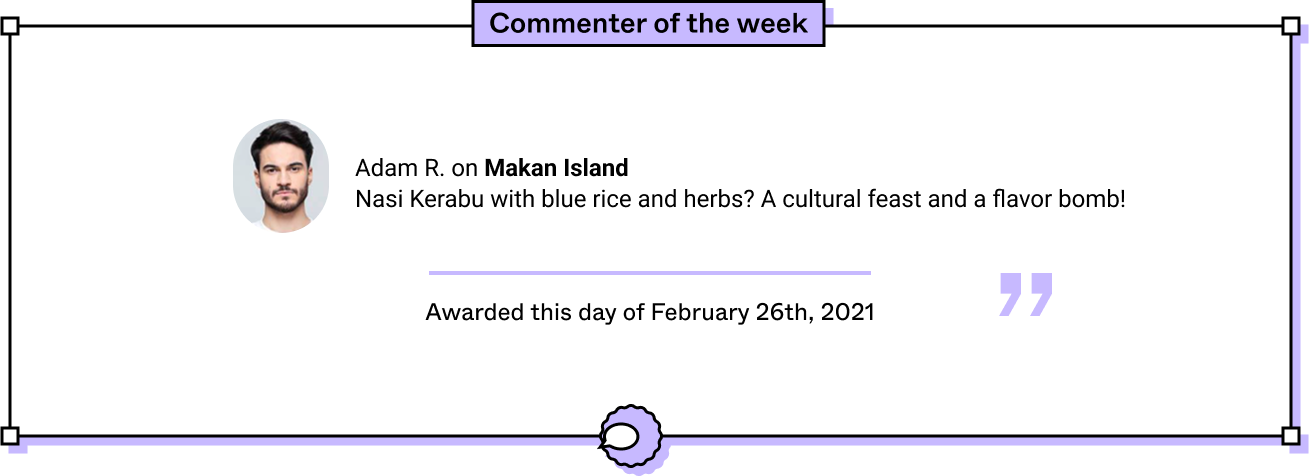 Commenter of the week
Adam R. on Makan Island
Nasi Kerabu with blue rice and herbs? A cultural feast and a flavor bomb!
Awarded this day of February 26th, 2021
”